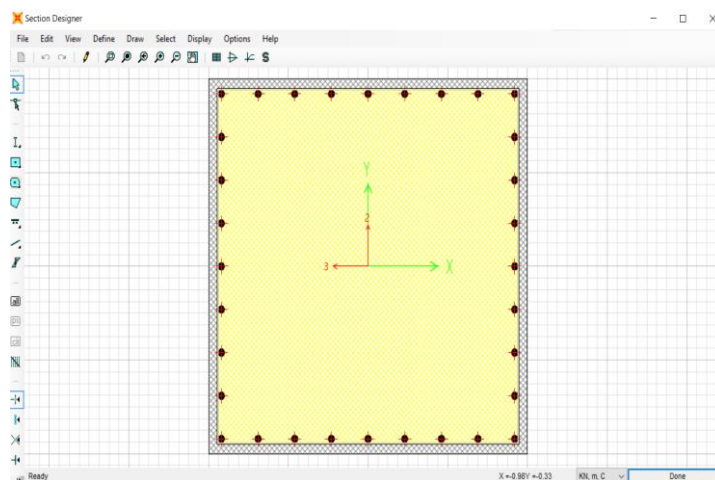 Section Designer
File Edit View Define Draw Select Display Options Help
Y
2
3 X
Ready X =-0.98Y =-0.33 KN, m, C Done